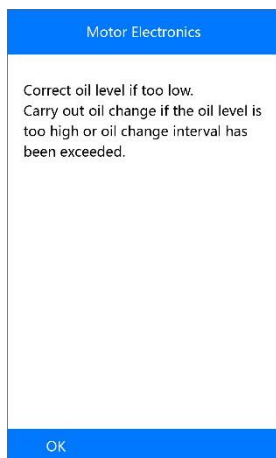 Motor Electronics
Correct oil level if too low.
Carry out oil change if the oil level is
too high or oil change interval has
been exceeded.
OK